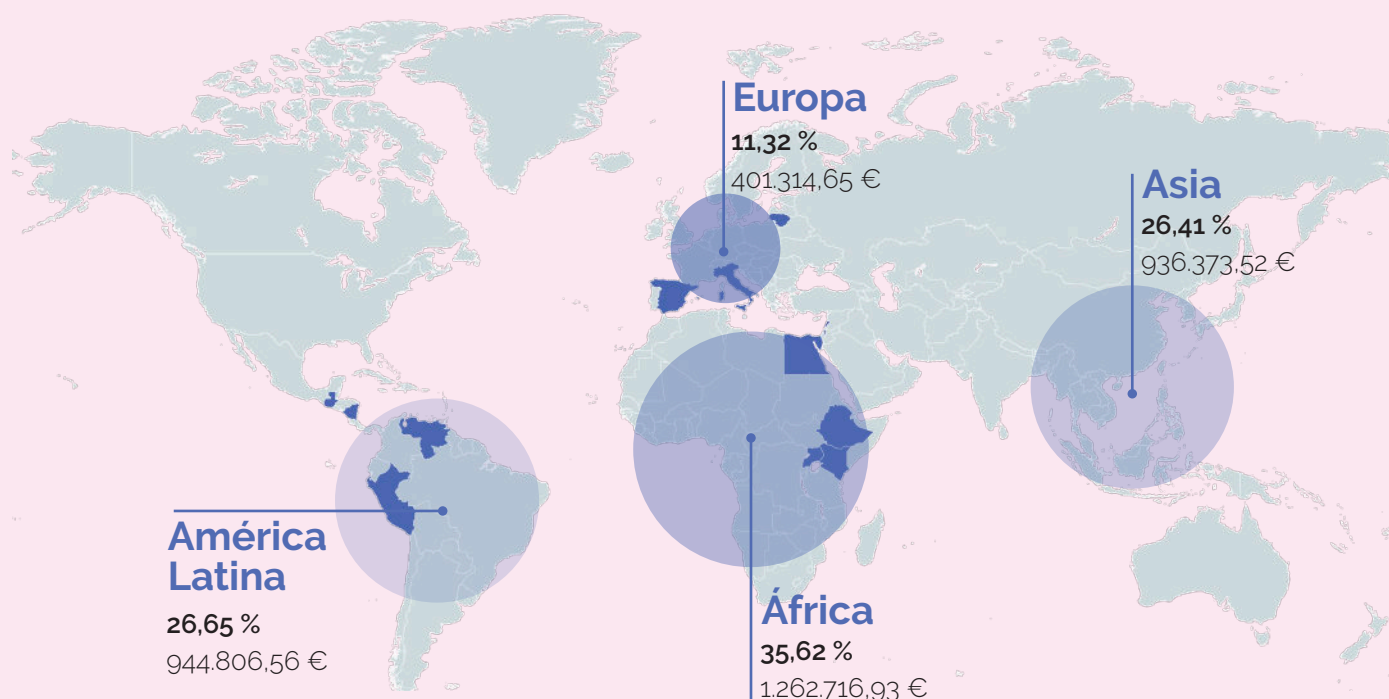 Europa
11,32 %
401.314,65 €
Asia
26,41 %
936.373,52 €
América
Latina
26,65 %
944.806,56 €
África
35,62 %
1.262.716,93 €